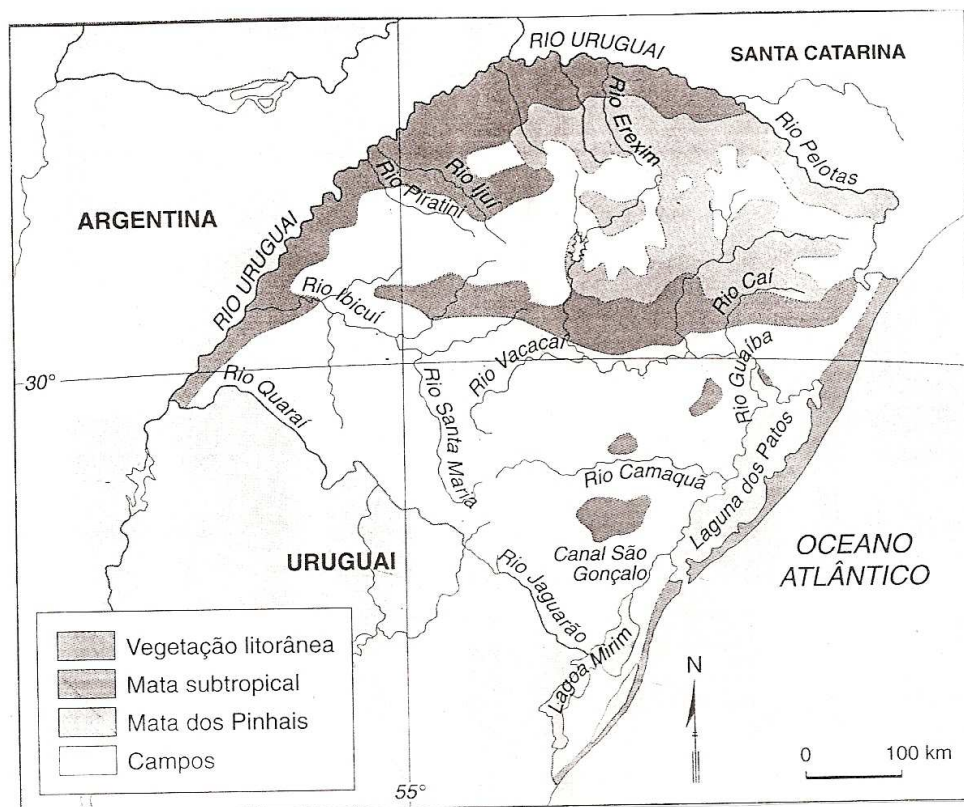 RIO URUGUAI
SANTA CATARINA
Rio Erexim
Rio Pelotas
Rio Ijuí
Rio Piratini
ARGENTINA
RIO URUGUAI
Rio Ibicuí
Rio Caí
Rio Vacacaí
Rio Guaíba
30°
Rio Quaraí
Rio Santa Maria
Rio Camaquã
Laguna dos Patos
OCEANO
ATLÂNTICO
URUGUAI
Canal São
Gonçalo
Rio Jaguarão
Lagoa Mirim
Vegetação litorânea
Mata subtropical
Mata dos Pinhais
Campos
N
0 100 km
55°